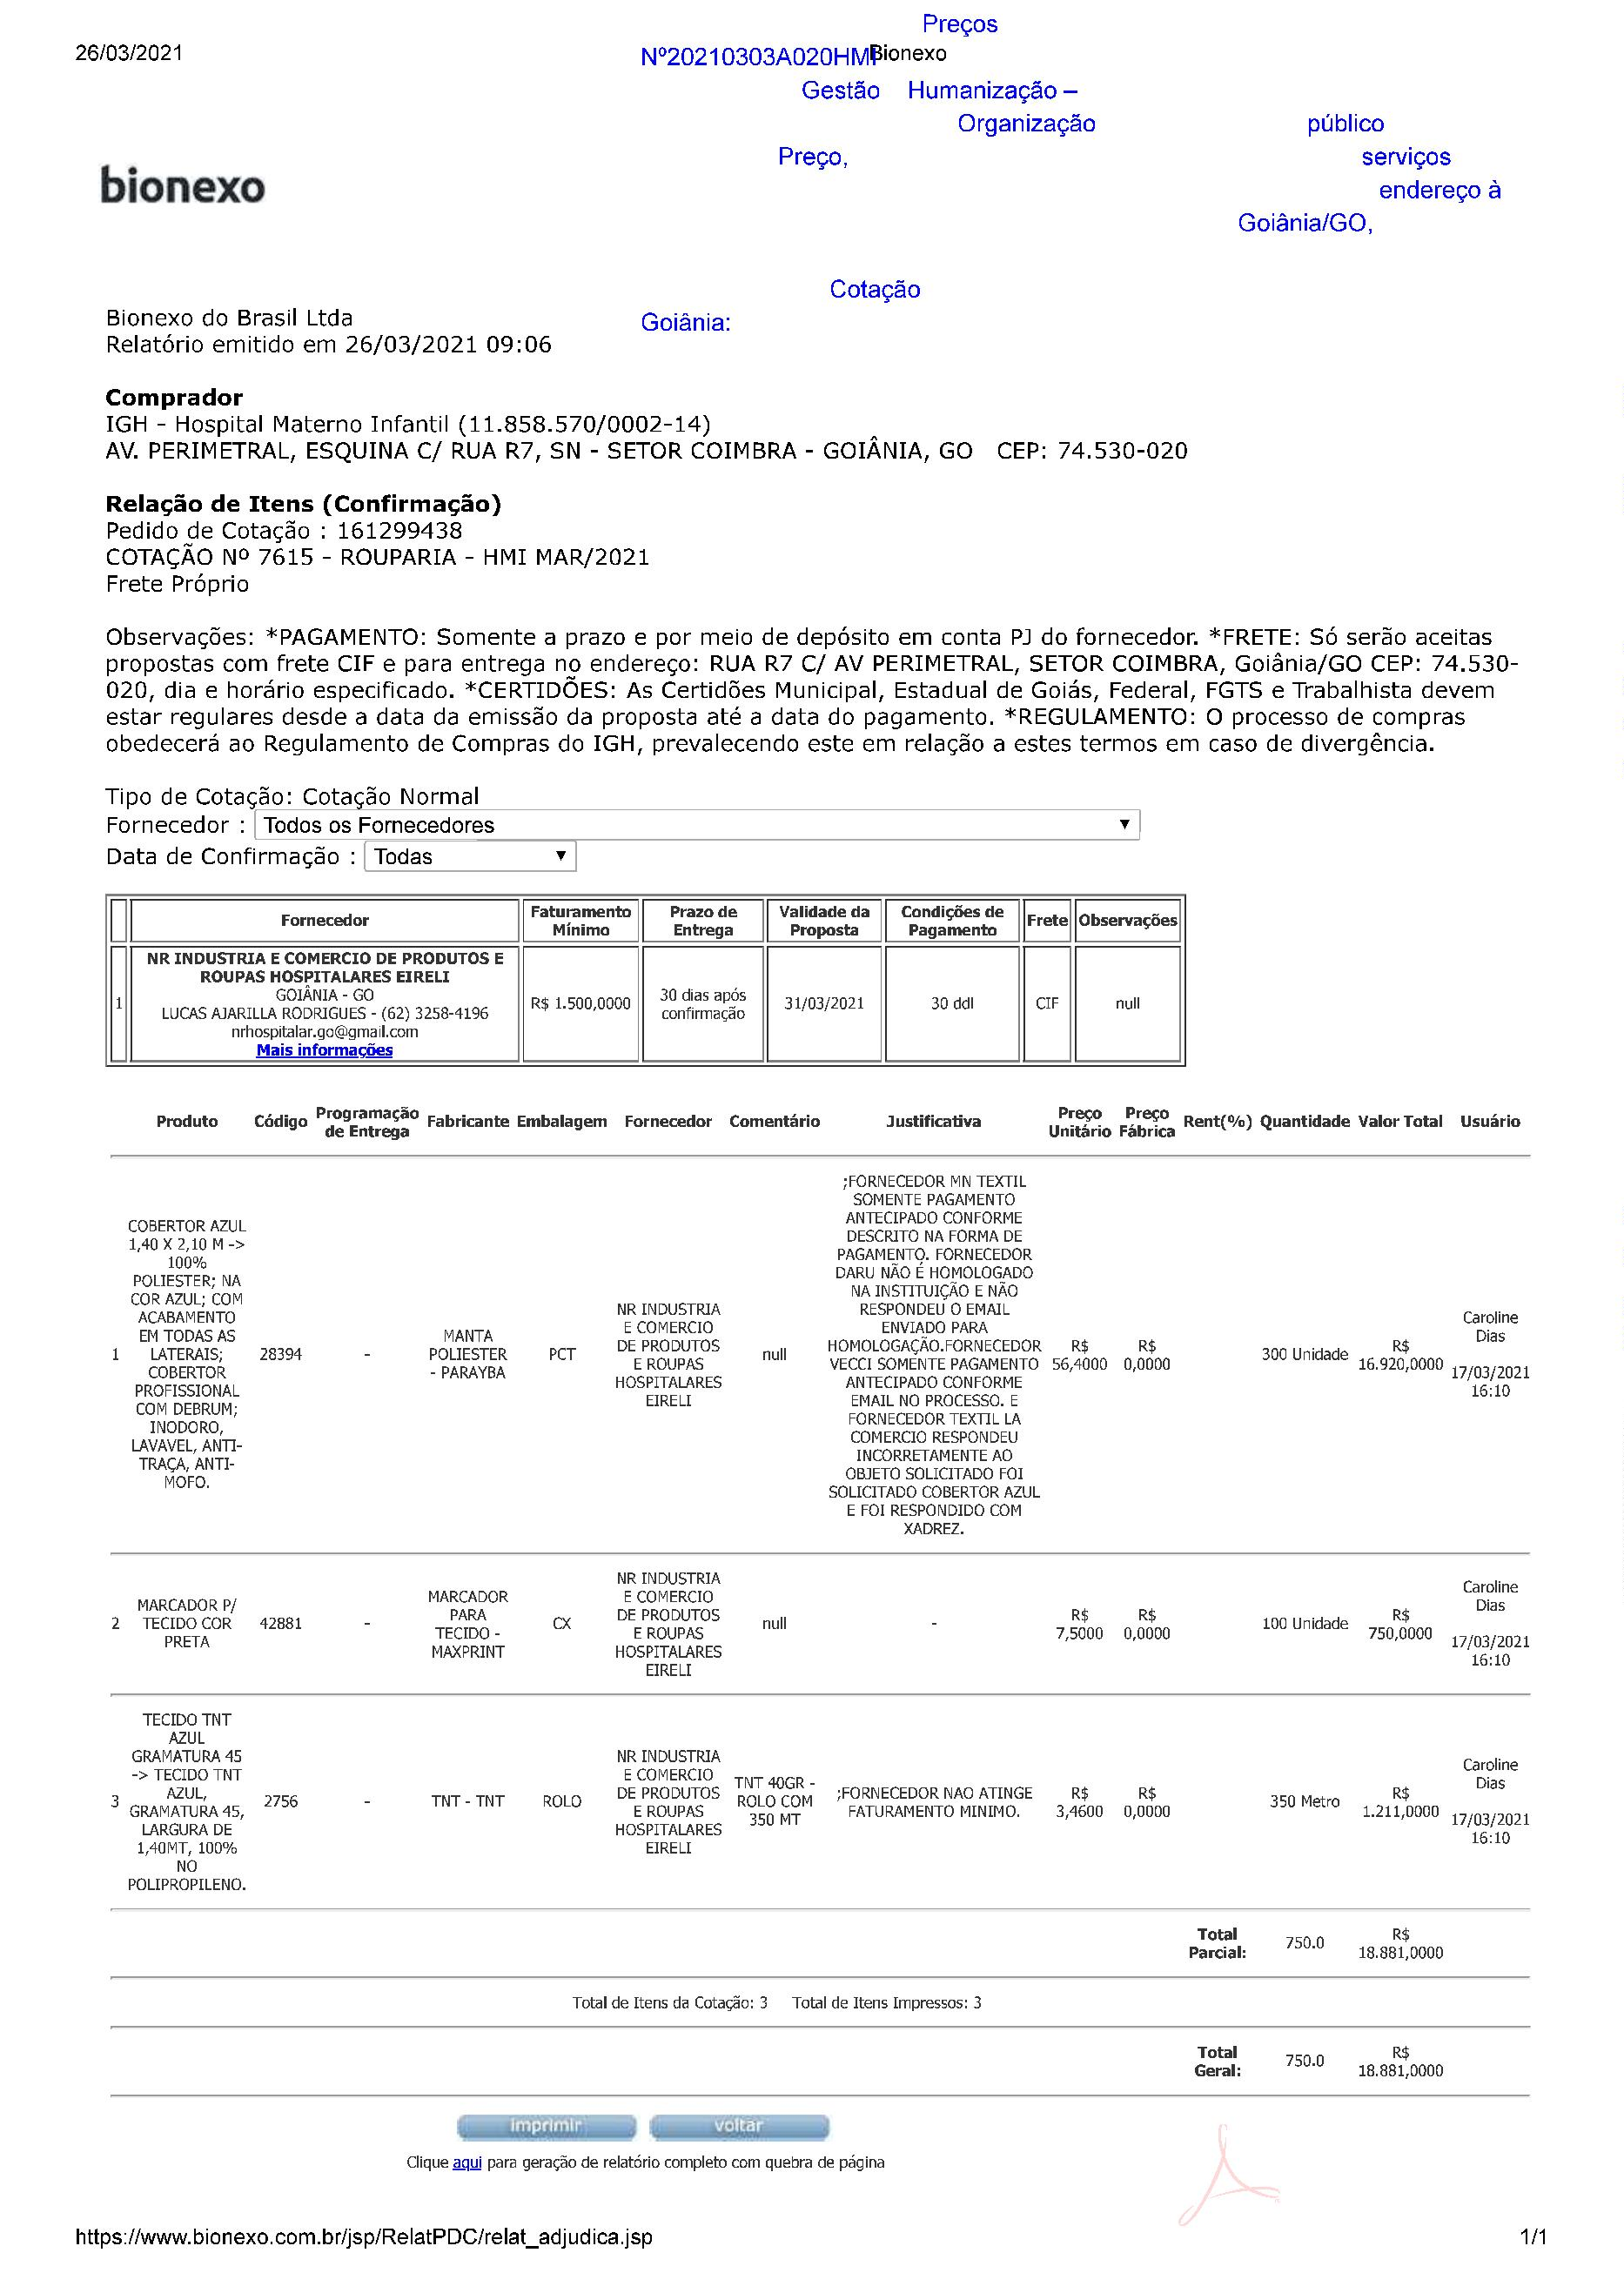 Preços
26/03/2021
Nº20210303A020HMI
Bionexo
Gestão Humanização –
Organização público
Preço, serviços
bionexo
endereço à
Goiânia/GO,
Cotação
Bionexo do Brasil Ltda
Goiânia:
Relatório emitido em 26/03/2021 09:06
Comprador
IGH - Hospital Materno Infantil (11.858.570/0002-14)
AV. PERIMETRAL, ESQUINA C/ RUA R7, SN - SETOR COIMBRA - GOIÂNIA, GO CEP: 74.530-020
Relação de Itens (Confirmação)
Pedido de Cotação : 161299438
COTAÇÃO Nº 7615 - ROUPARIA - HMI MAR/2021
Frete Próprio
Observações: *PAGAMENTO: Somente a prazo e por meio de depósito em conta PJ do fornecedor. *FRETE: Só serão aceitas
propostas com frete CIF e para entrega no endereço: RUA R7 C/ AV PERIMETRAL, SETOR COIMBRA, Goiânia/GO CEP: 74.530-
020, dia e horário especificado. *CERTIDÕES: As Certidões Municipal, Estadual de Goiás, Federal, FGTS e Trabalhista devem
estar regulares desde a data da emissão da proposta até a data do pagamento. *REGULAMENTO: O processo de compras
obedecerá ao Regulamento de Compras do IGH, prevalecendo este em relação a estes termos em caso de divergência.
Tipo de Cotação: Cotação Normal
Fornecedor : Todos os Fornecedores
Data de Confirmação : Todas
Fornecedor
Faturamento
Mínimo
Prazo de
Entrega
Validade da
Proposta
Condições de
Pagamento
Frete
Observações
1
NR INDUSTRIA E COMERCIO DE PRODUTOS E
ROUPAS HOSPITALARES EIRELI
GOIÂNIA - GO
LUCAS AJARILLA RODRIGUES - (62) 3258-4196
nrhospitalar.go@gmail.com
Mais informações
R$ 1.500,0000
30 dias após
confirmação
31/03/2021
30 ddl
CIF
null
Produto
Código
Programação
de Entrega
Fabricante
Embalagem
Fornecedor
Comentário
Justificativa
Preço
Unitário
Preço
Fábrica
Rent(%)
Quantidade
Valor Total
Usuário
1
COBERTOR AZUL
1,40 X 2,10 M ->
100%
POLIESTER; NA
COR AZUL; COM
ACABAMENTO
EM TODAS AS
LATERAIS;
COBERTOR
PROFISSIONAL
COM DEBRUM;
INODORO,
LAVAVEL, ANTI-
TRAÇA, ANTI-
MOFO.
28394
-
MANTA
POLIESTER
- PARAYBA
PCT
NR INDUSTRIA
E COMERCIO
DE PRODUTOS
E ROUPAS
HOSPITALARES
EIRELI
null
;FORNECEDOR MN TEXTIL
SOMENTE PAGAMENTO
ANTECIPADO CONFORME
DESCRITO NA FORMA DE
PAGAMENTO. FORNECEDOR
DARU NÃO É HOMOLOGADO
NA INSTITUIÇÃO E NÃO
RESPONDEU O EMAIL
ENVIADO PARA
HOMOLOGAÇÃO.FORNECEDOR
VECCI SOMENTE PAGAMENTO
ANTECIPADO CONFORME
EMAIL NO PROCESSO. E
FORNECEDOR TEXTIL LA
COMERCIO RESPONDEU
INCORRETAMENTE AO
OBJETO SOLICITADO FOI
SOLICITADO COBERTOR AZUL
E FOI RESPONDIDO COM
XADREZ.
R$
56,4000
R$
0,0000
300 Unidade
R$
16.920,0000
Caroline
Dias
17/03/2021
16:10
2
MARCADOR P/
TECIDO COR
PRETA
42881
-
MARCADOR
PARA
TECIDO -
MAXPRINT
CX
NR INDUSTRIA
E COMERCIO
DE PRODUTOS
E ROUPAS
HOSPITALARES
EIRELI
null
-
R$
7,5000
R$
0,0000
100 Unidade
R$
750,0000
Caroline
Dias
17/03/2021
16:10
3
TECIDO TNT
AZUL
GRAMATURA 45
-> TECIDO TNT
AZUL,
GRAMATURA 45,
LARGURA DE
1,40MT, 100%
NO
POLIPROPILENO.
2756
-
TNT - TNT
ROLO
NR INDUSTRIA
E COMERCIO
DE PRODUTOS
E ROUPAS
HOSPITALARES
EIRELI
TNT 40GR -
ROLO COM
350 MT
;FORNECEDOR NAO ATINGE
FATURAMENTO MINIMO.
R$
3,4600
R$
0,0000
350 Metro
R$
1.211,0000
Caroline
Dias
17/03/2021
16:10
Total
Parcial:
750.0
R$
18.881,0000
Total de Itens da Cotação: 3 Total de Itens Impressos: 3
Total
Geral:
750.0
R$
18.881,0000
imprimir
voltar
Clique aqui para geração de relatório completo com quebra de página
https://www.bionexo.com.br/jsp/RelatPDC/relat_adjudica.jsp
1/1